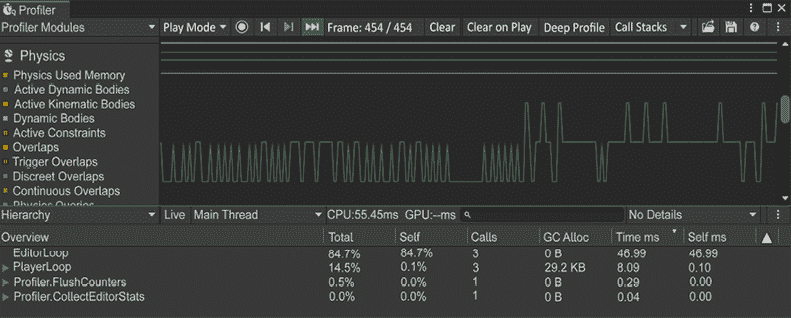 Profiler
Profiler Modules Play Mode Frame: 454 / 454 Clear Clear on Play Deep Profile Call Stacks
Physics
Physics Used Memory
Active Dynamic Bodies
Active Kinematic Bodies
Dynamic Bodies
Active Constraints
Overlaps
Trigger Overlaps
Discreet Overlaps
Continuous Overlaps
Physics Queries
Hierarchy Live Main Thread CPU:55.45ms GPU:--ms No Details
Overview Total Self Calls GC Alloc Time ms Self ms
EditorLoop 84.7% 84.7% 3 0 B 46.99 46.99
PlayerLoop 14.5% 0.1% 3 29.2 KB 8.09 0.10
Profiler.FlushCounters 0.5% 0.0% 1 0 B 0.29 0.00
Profiler.CollectEditorStats 0.0% 0.0% 1 0 B 0.04 0.00